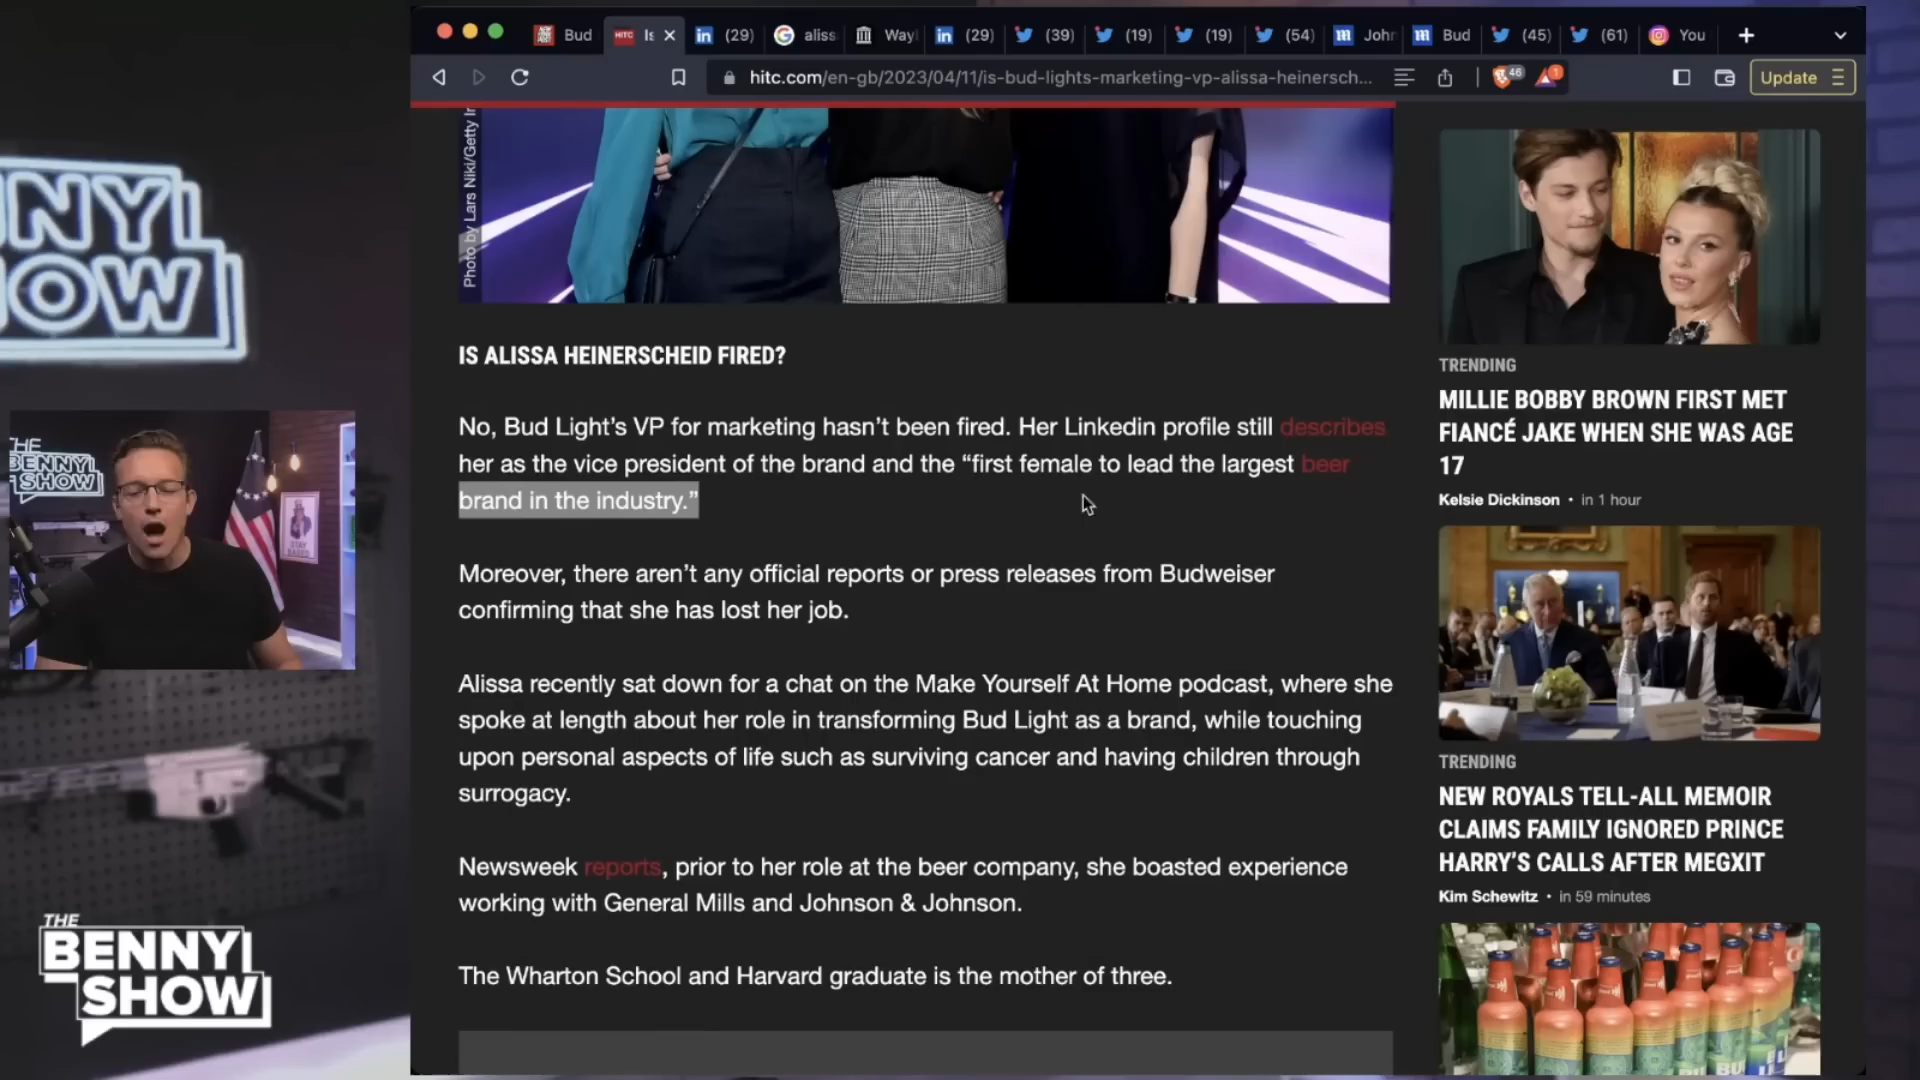 Bud
HITC
Is
(29)
aliss
Way
(29)
(39)
(19)
(19)
(54)
John
Bud
(45)
(61)
You
hitc.com/en-gb/2023/04/11/is-bud-lights-marketing-vp-alissa-heinersch...
46
1
Update
NNY
HOW
Photo by Lars Niki/Getty Im
IS ALISSA HEINERSCHEID FIRED?
No, Bud Light’s VP for marketing hasn’t been fired. Her Linkedin profile still describes
her as the vice president of the brand and the “first female to lead the largest beer
brand in the industry.”
Moreover, there aren’t any official reports or press releases from Budweiser
confirming that she has lost her job.
Alissa recently sat down for a chat on the Make Yourself At Home podcast, where she
spoke at length about her role in transforming Bud Light as a brand, while touching
upon personal aspects of life such as surviving cancer and having children through
surrogacy.
Newsweek reports, prior to her role at the beer company, she boasted experience
working with General Mills and Johnson & Johnson.
The Wharton School and Harvard graduate is the mother of three.
TRENDING
MILLIE BOBBY BROWN FIRST MET
FIANCÉ JAKE WHEN SHE WAS AGE
17
Kelsie Dickinson • in 1 hour
TRENDING
NEW ROYALS TELL-ALL MEMOIR
CLAIMS FAMILY IGNORED PRINCE
HARRY’S CALLS AFTER MEGXIT
Kim Schewitz • in 59 minutes
THE
BENNY
SHOW
STAY
BASED
THE
BENNY
SHOW